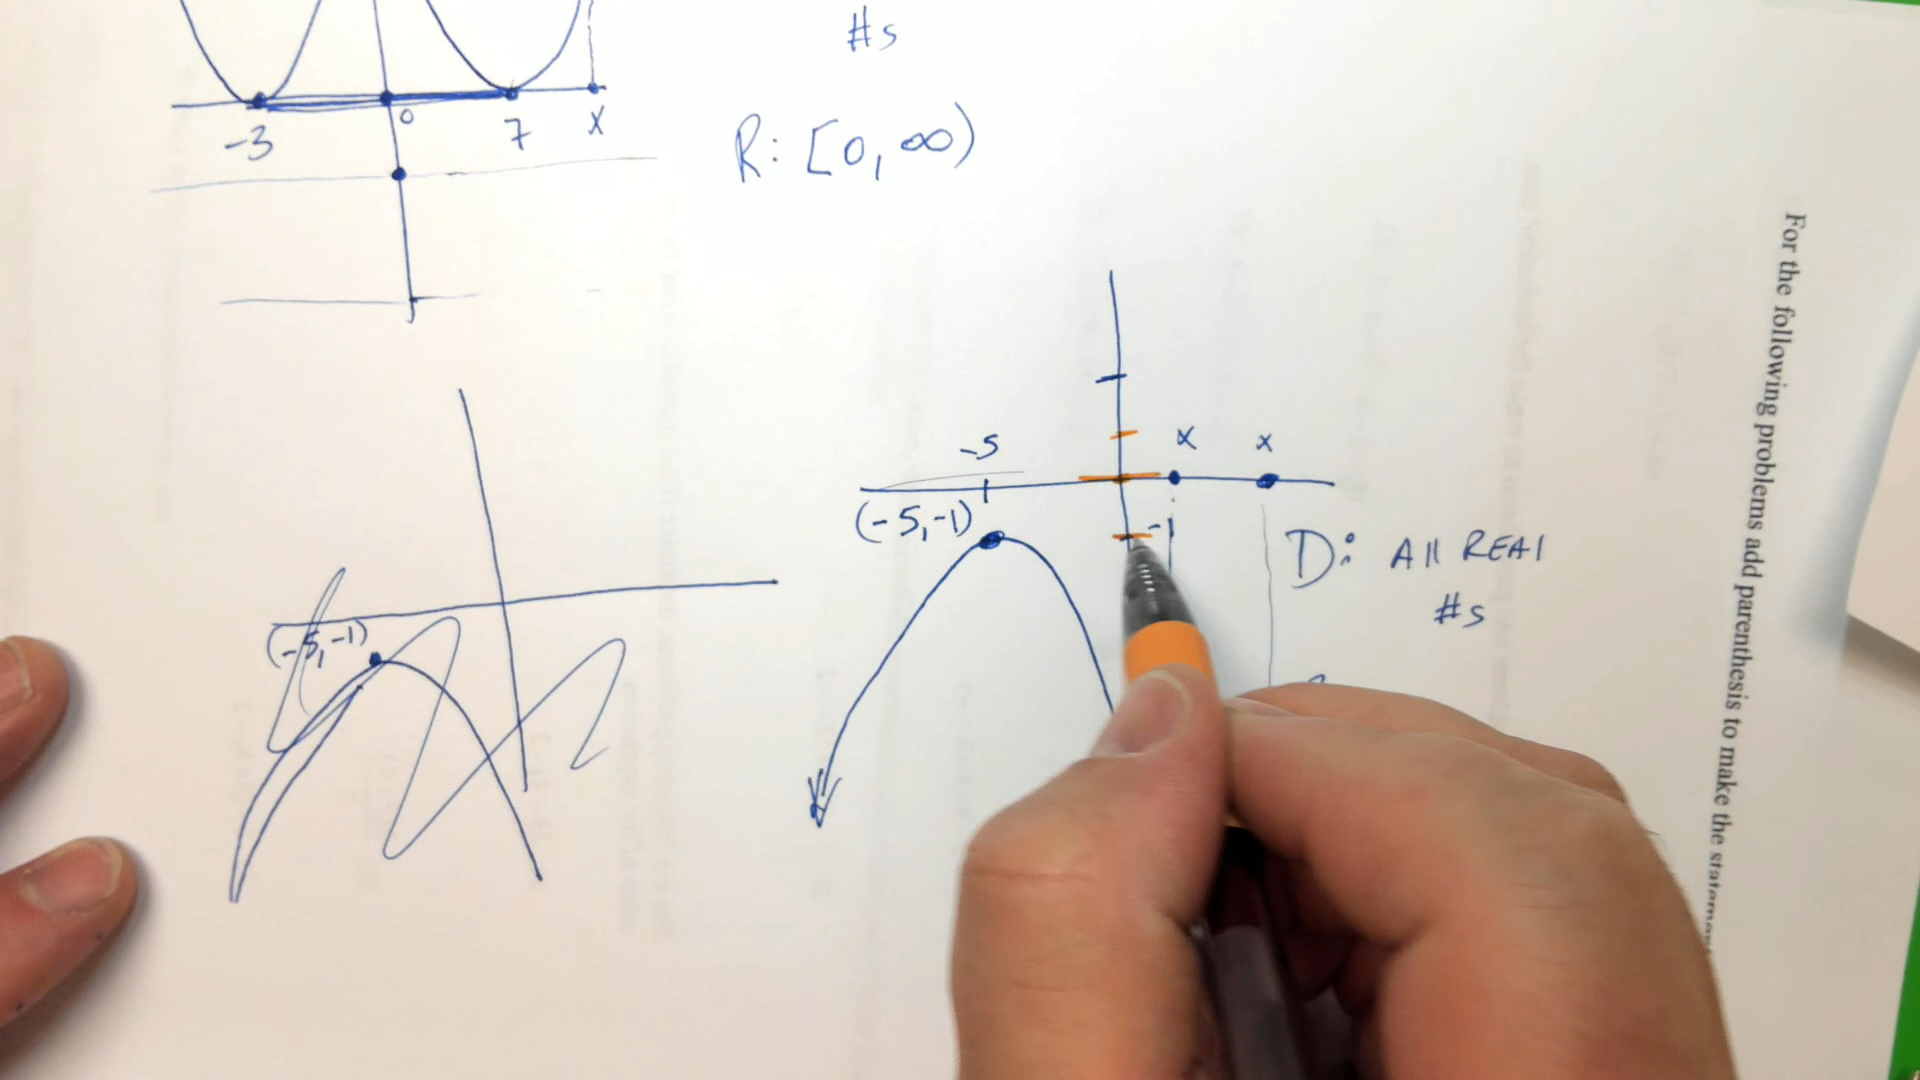 #s
-3
0
7
x
R: [0, ∞)
-5
x
x
(-5,-1)
-1
D: All REAl
#s
(-5,-1)
For the following problems add parenthesis to make the statement